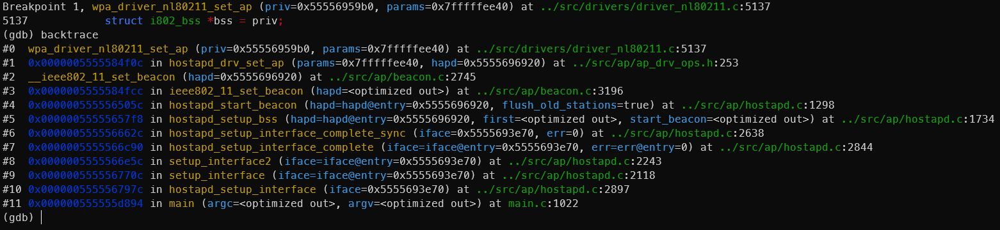 Breakpoint 1, wpa_driver_nl80211_set_ap (priv=0x55556959b0, params=0x7fffffee40) at ../src/drivers/driver_nl80211.c:5137
5137            struct i802_bss *bss = priv;
(gdb) backtrace
#0  wpa_driver_nl80211_set_ap (priv=0x55556959b0, params=0x7fffffee40) at ../src/drivers/driver_nl80211.c:5137
#1  0x0000005555584f0c in hostapd_drv_set_ap (params=0x7fffffee40, hapd=0x5555696920) at ../src/ap/ap_drv_ops.h:253
#2  __ieee802_11_set_beacon (hapd=0x5555696920) at ../src/ap/beacon.c:2745
#3  0x0000005555584fcc in ieee802_11_set_beacon (hapd=<optimized out>) at ../src/ap/beacon.c:3196
#4  0x000000555556505c in hostapd_start_beacon (hapd=hapd@entry=0x5555696920, flush_old_stations=true) at ../src/ap/hostapd.c:1298
#5  0x00000055555657f8 in hostapd_setup_bss (hapd=hapd@entry=0x5555696920, first=<optimized out>, start_beacon=<optimized out>) at ../src/ap/hostapd.c:1734
#6  0x000000555556662c in hostapd_setup_interface_complete_sync (iface=0x5555693e70, err=0) at ../src/ap/hostapd.c:2638
#7  0x0000005555566c90 in hostapd_setup_interface_complete (iface=iface@entry=0x5555693e70, err=err@entry=0) at ../src/ap/hostapd.c:2844
#8  0x0000005555566e5c in setup_interface2 (iface=iface@entry=0x5555693e70) at ../src/ap/hostapd.c:2243
#9  0x000000555556770c in setup_interface (iface=iface@entry=0x5555693e70) at ../src/ap/hostapd.c:2118
#10 0x000000555556797c in hostapd_setup_interface (iface=0x5555693e70) at ../src/ap/hostapd.c:2897
#11 0x000000555555d894 in main (argc=<optimized out>, argv=<optimized out>) at main.c:1022
(gdb)